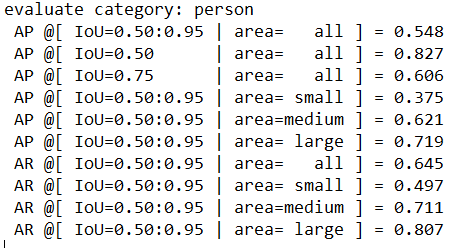 evaluate category: person
AP @[ IoU=0.50:0.95 | area=   all ] = 0.548
AP @[ IoU=0.50      | area=   all ] = 0.827
AP @[ IoU=0.75      | area=   all ] = 0.606
AP @[ IoU=0.50:0.95 | area= small ] = 0.375
AP @[ IoU=0.50:0.95 | area=medium ] = 0.621
AP @[ IoU=0.50:0.95 | area= large ] = 0.719
AR @[ IoU=0.50:0.95 | area=   all ] = 0.645
AR @[ IoU=0.50:0.95 | area= small ] = 0.497
AR @[ IoU=0.50:0.95 | area=medium ] = 0.711
AR @[ IoU=0.50:0.95 | area= large ] = 0.807